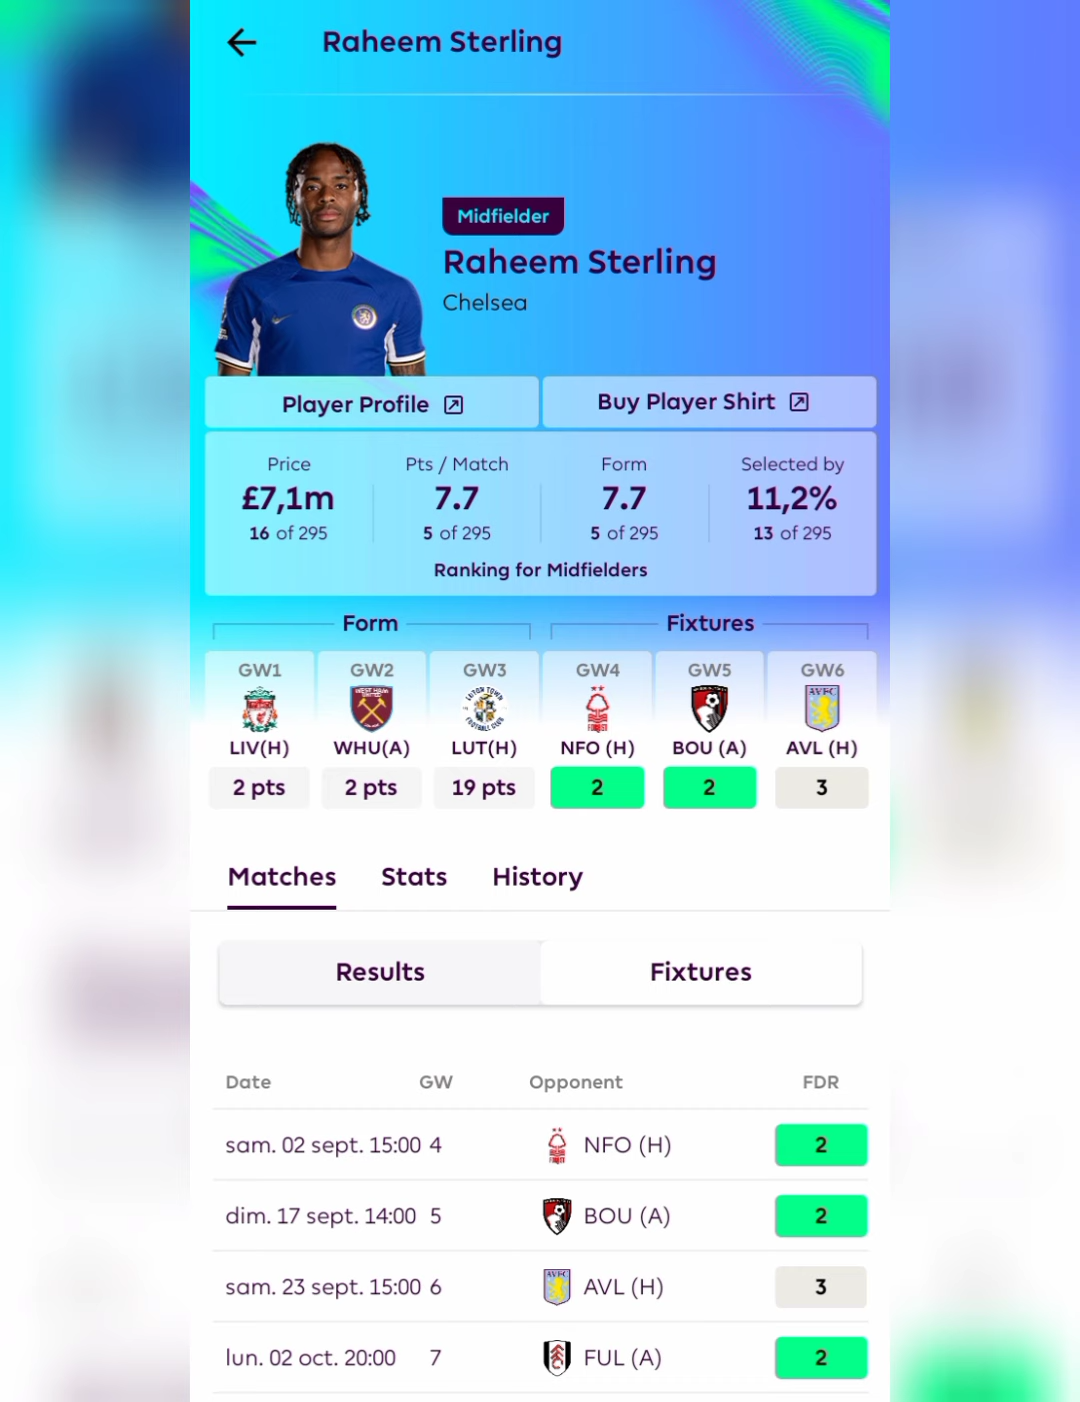 Raheem Sterling
Midfielder
Raheem Sterling
Chelsea
Player Profile
Buy Player Shirt
Price Pts / Match Form Selected by
£7,1m 7.7 7.7 11,2%
16 of 295 5 of 295 5 of 295 13 of 295
Ranking for Midfielders
Form Fixtures
GW1 GW2 GW3 GW4 GW5 GW6
LIV(H) WHU(A) LUT(H) NFO (H) BOU (A) AVL (H)
2 pts 2 pts 19 pts 2 2 3
Matches Stats History
Results Fixtures
Date GW Opponent FDR
sam. 02 sept. 15:00 4 NFO (H) 2
dim. 17 sept. 14:00 5 BOU (A) 2
sam. 23 sept. 15:00 6 AVL (H) 3
lun. 02 oct. 20:00 7 FUL (A) 2